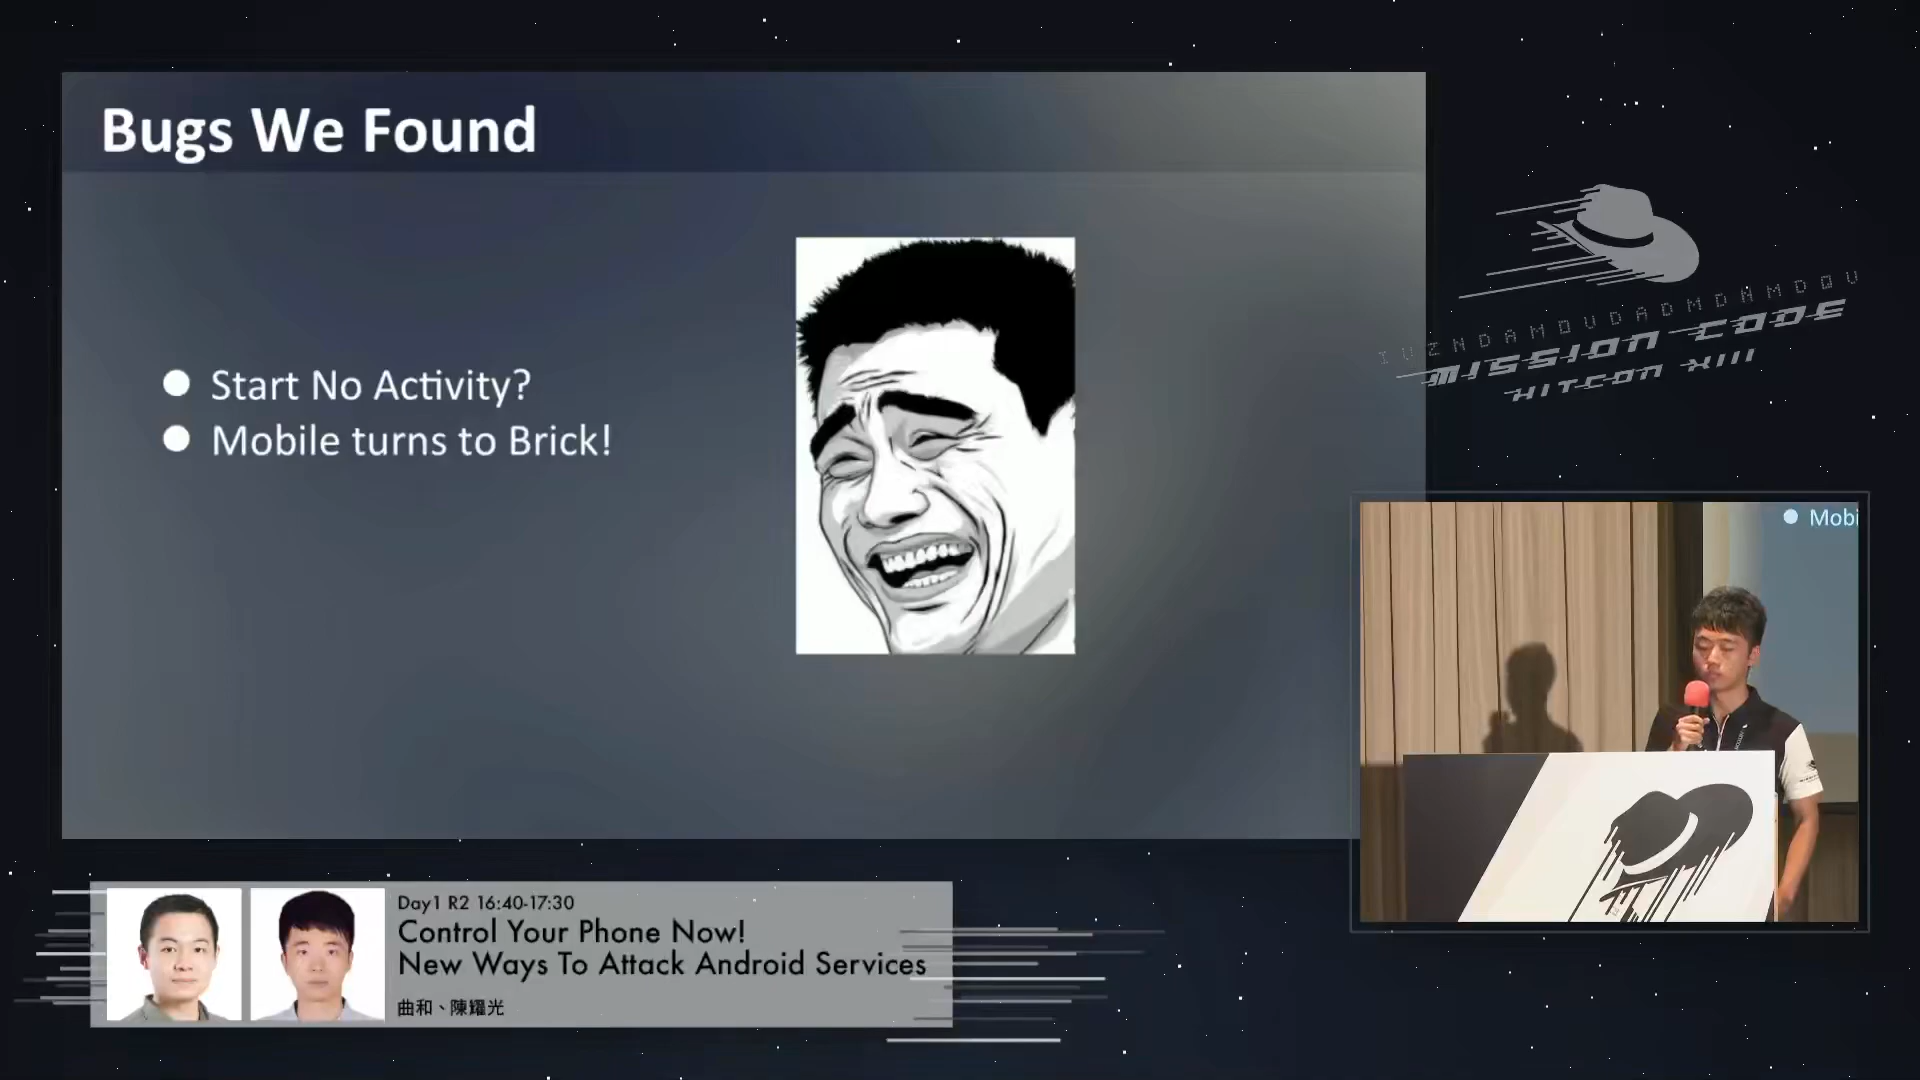 Bugs We Found
Start No Activity?
Mobile turns to Brick!
MISSION CODE
HITCON XIII
Mobi
Day1 R2 16:40-17:30
Control Your Phone Now!
New Ways To Attack Android Services
曲和、陳耀光